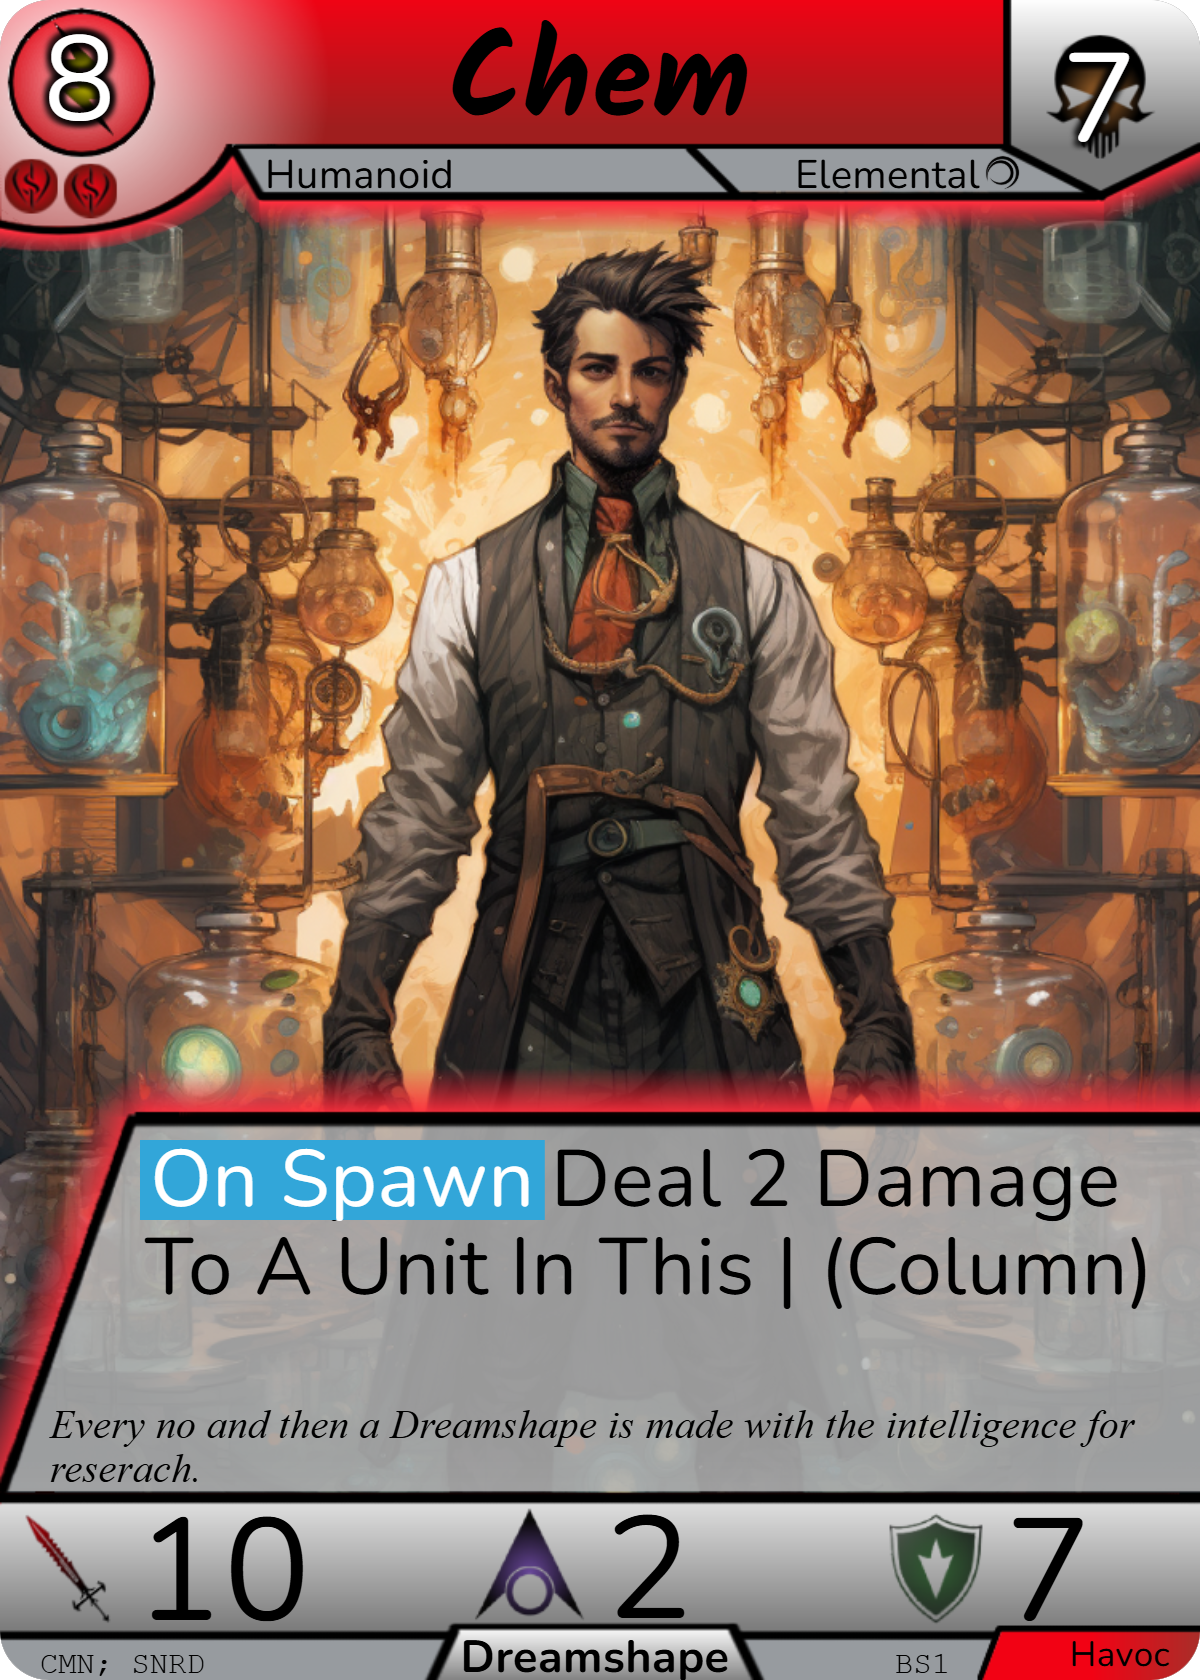 8
Chem
7
Humanoid
Elemental
On Spawn Deal 2 Damage
To A Unit In This | (Column)
Every no and then a Dreamshape is made with the intelligence for
reserach.
10
2
7
CMN; SNRD
Dreamshape
BS1
Havoc